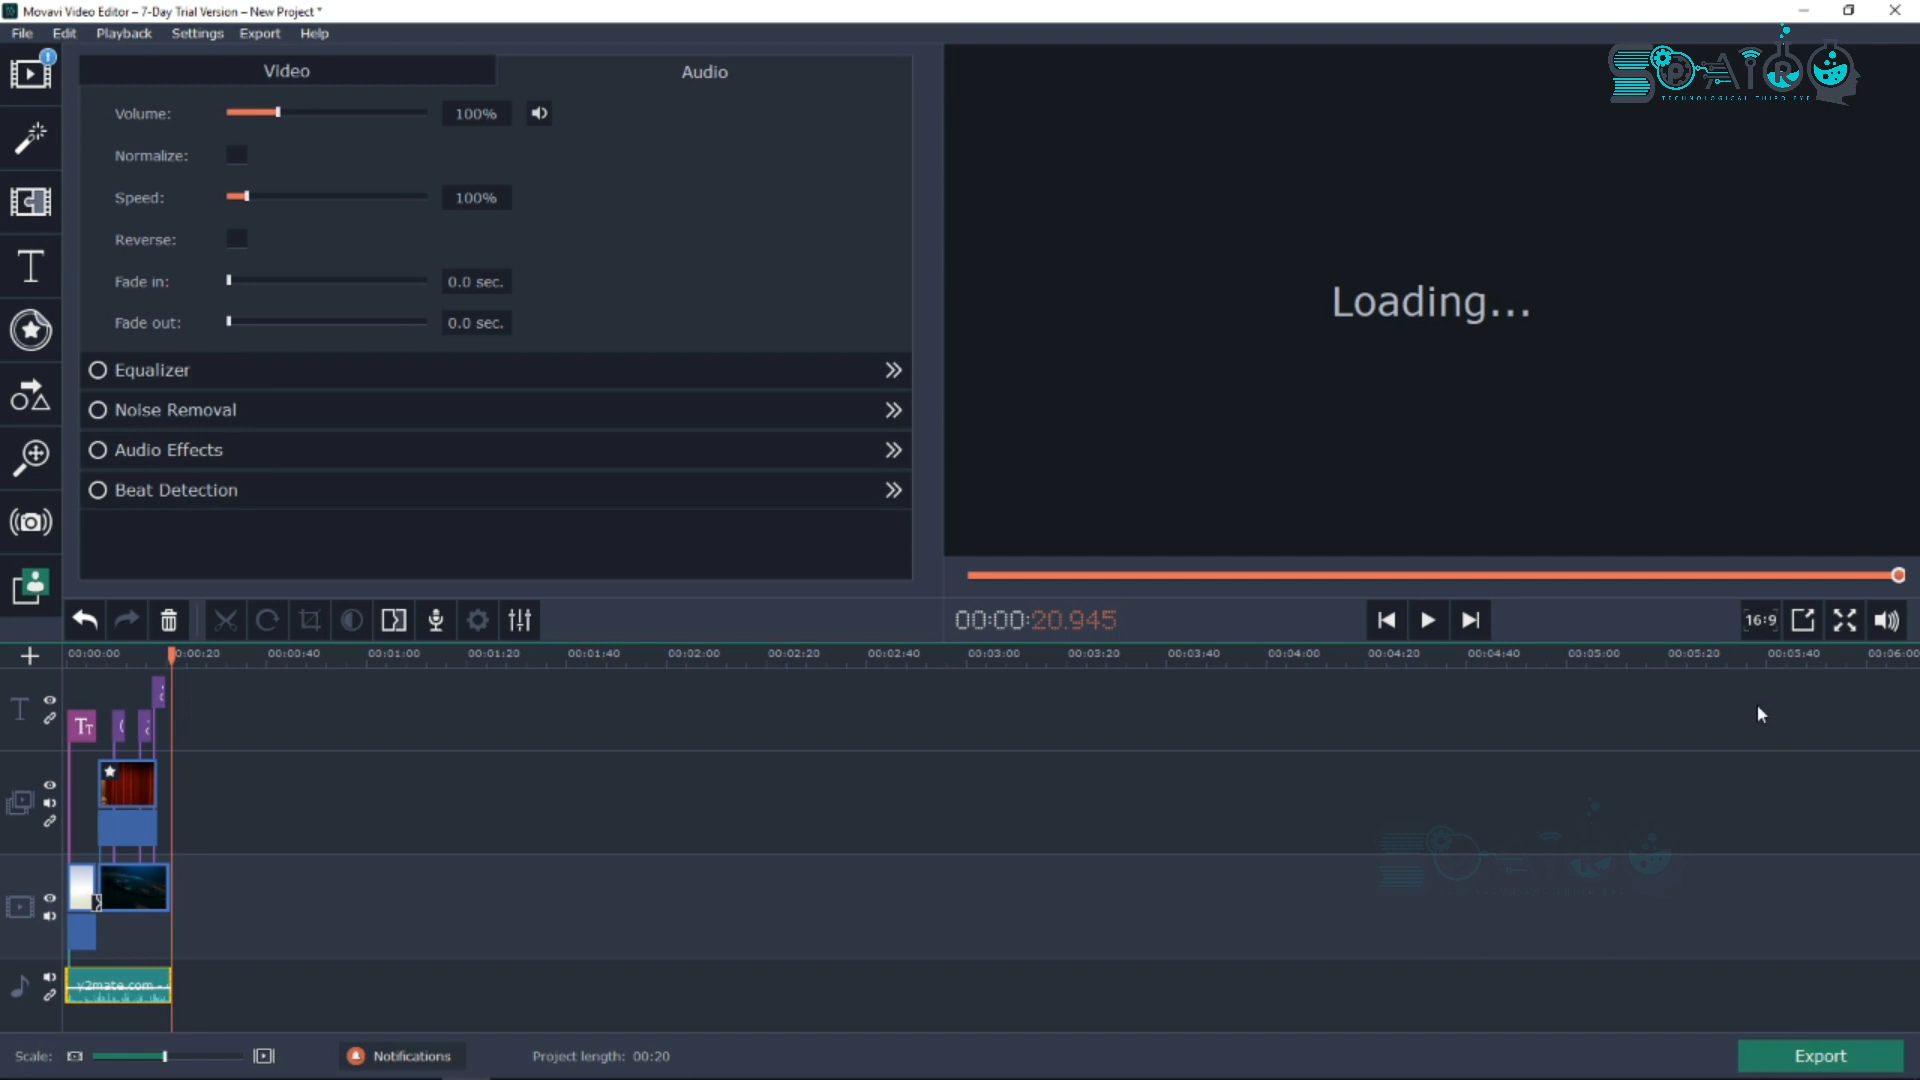 Movavi Video Editor – 7-Day Trial Version – New Project *
File Edit Playback Settings Export Help
Video Audio
Volume: 100%
Normalize:
Speed: 100%
Reverse:
Fade in: 0.0 sec.
Fade out: 0.0 sec.
Equalizer
Noise Removal
Audio Effects
Beat Detection
TECHNOLOGICAL THIRD EYE
Loading...
00:00:20.945
16:9
00:00:00 0:00:20 00:00:40 00:01:00 00:01:20 00:01:40 00:02:00 00:02:20 00:02:40 00:03:00 00:03:20 00:03:40 00:04:00 00:04:20 00:04:40 00:05:00 00:05:20 00:05:40 00:06:00
y2mate.com -
Scale: Notifications Project length: 00:20 Export